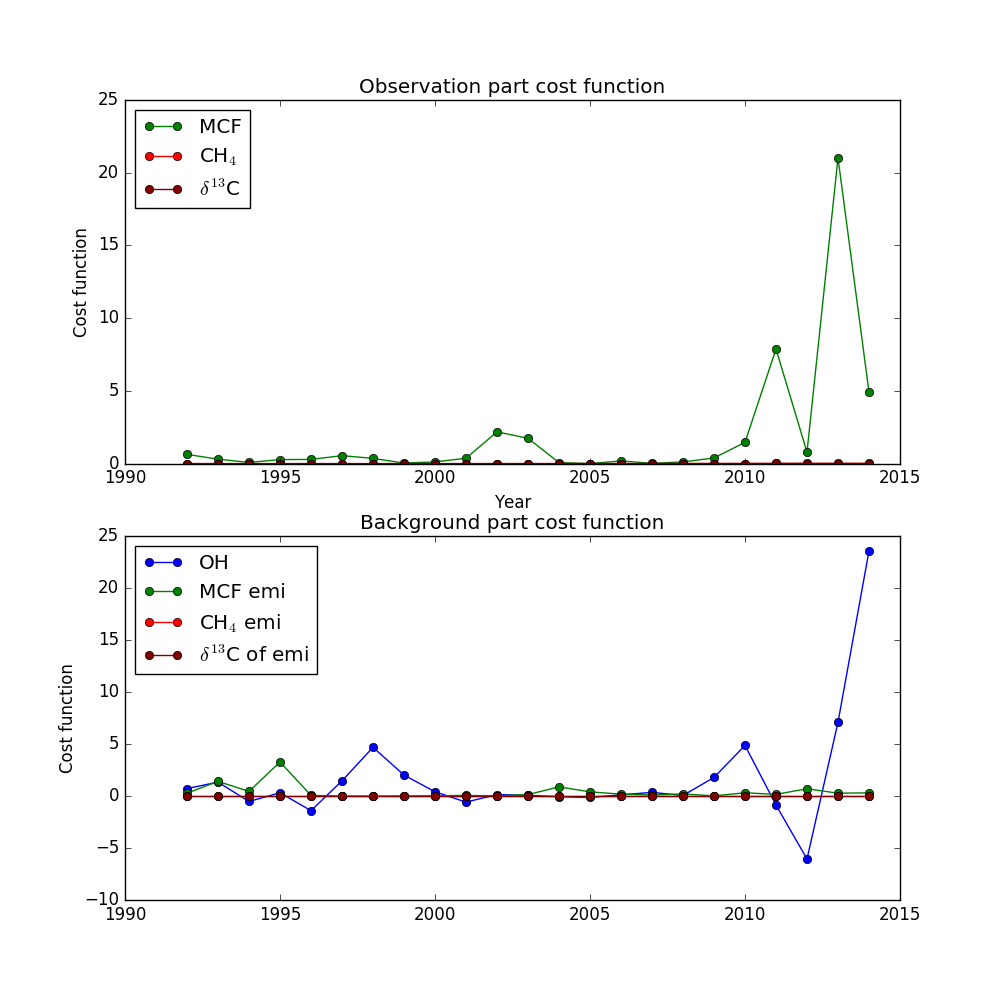 Observation part cost function
25
20
15
10
5
0
Cost function
MCF
CH₄
δ¹³C
1990 1995 2000 2005 2010 2015
Year
Background part cost function
25
20
15
10
5
0
−5
−10
Cost function
OH
MCF emi
CH₄ emi
δ¹³C of emi
1990 1995 2000 2005 2010 2015